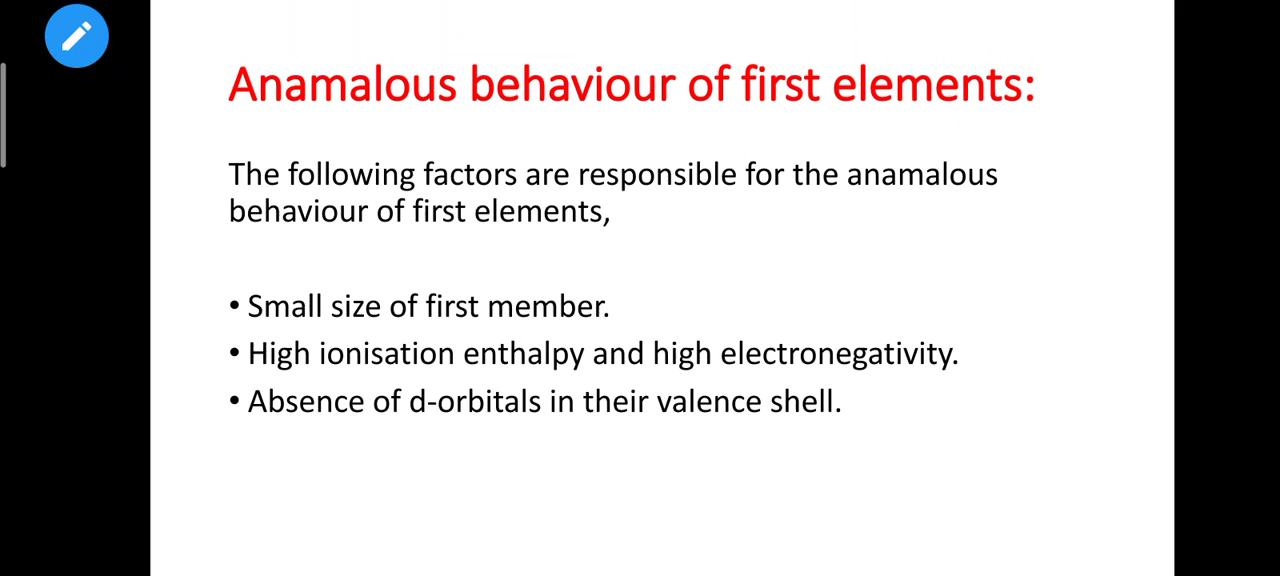 Anamalous behaviour of first elements:
The following factors are responsible for the anamalous
behaviour of first elements,
• Small size of first member.
• High ionisation enthalpy and high electronegativity.
• Absence of d-orbitals in their valence shell.